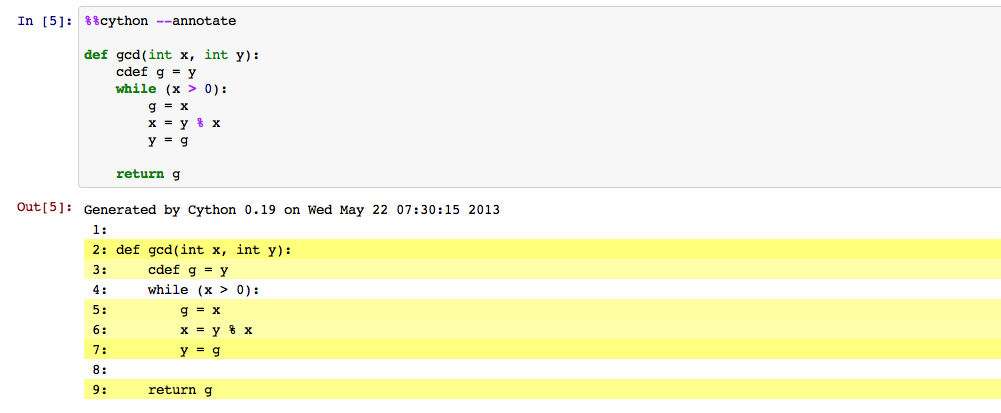 In [5]: %%cython --annotate
def gcd(int x, int y):
    cdef g = y
    while (x > 0):
        g = x
        x = y % x
        y = g
    return g
Out[5]: Generated by Cython 0.19 on Wed May 22 07:30:15 2013
1:
2: def gcd(int x, int y):
3:     cdef g = y
4:     while (x > 0):
5:         g = x
6:         x = y % x
7:         y = g
8:
9:     return g